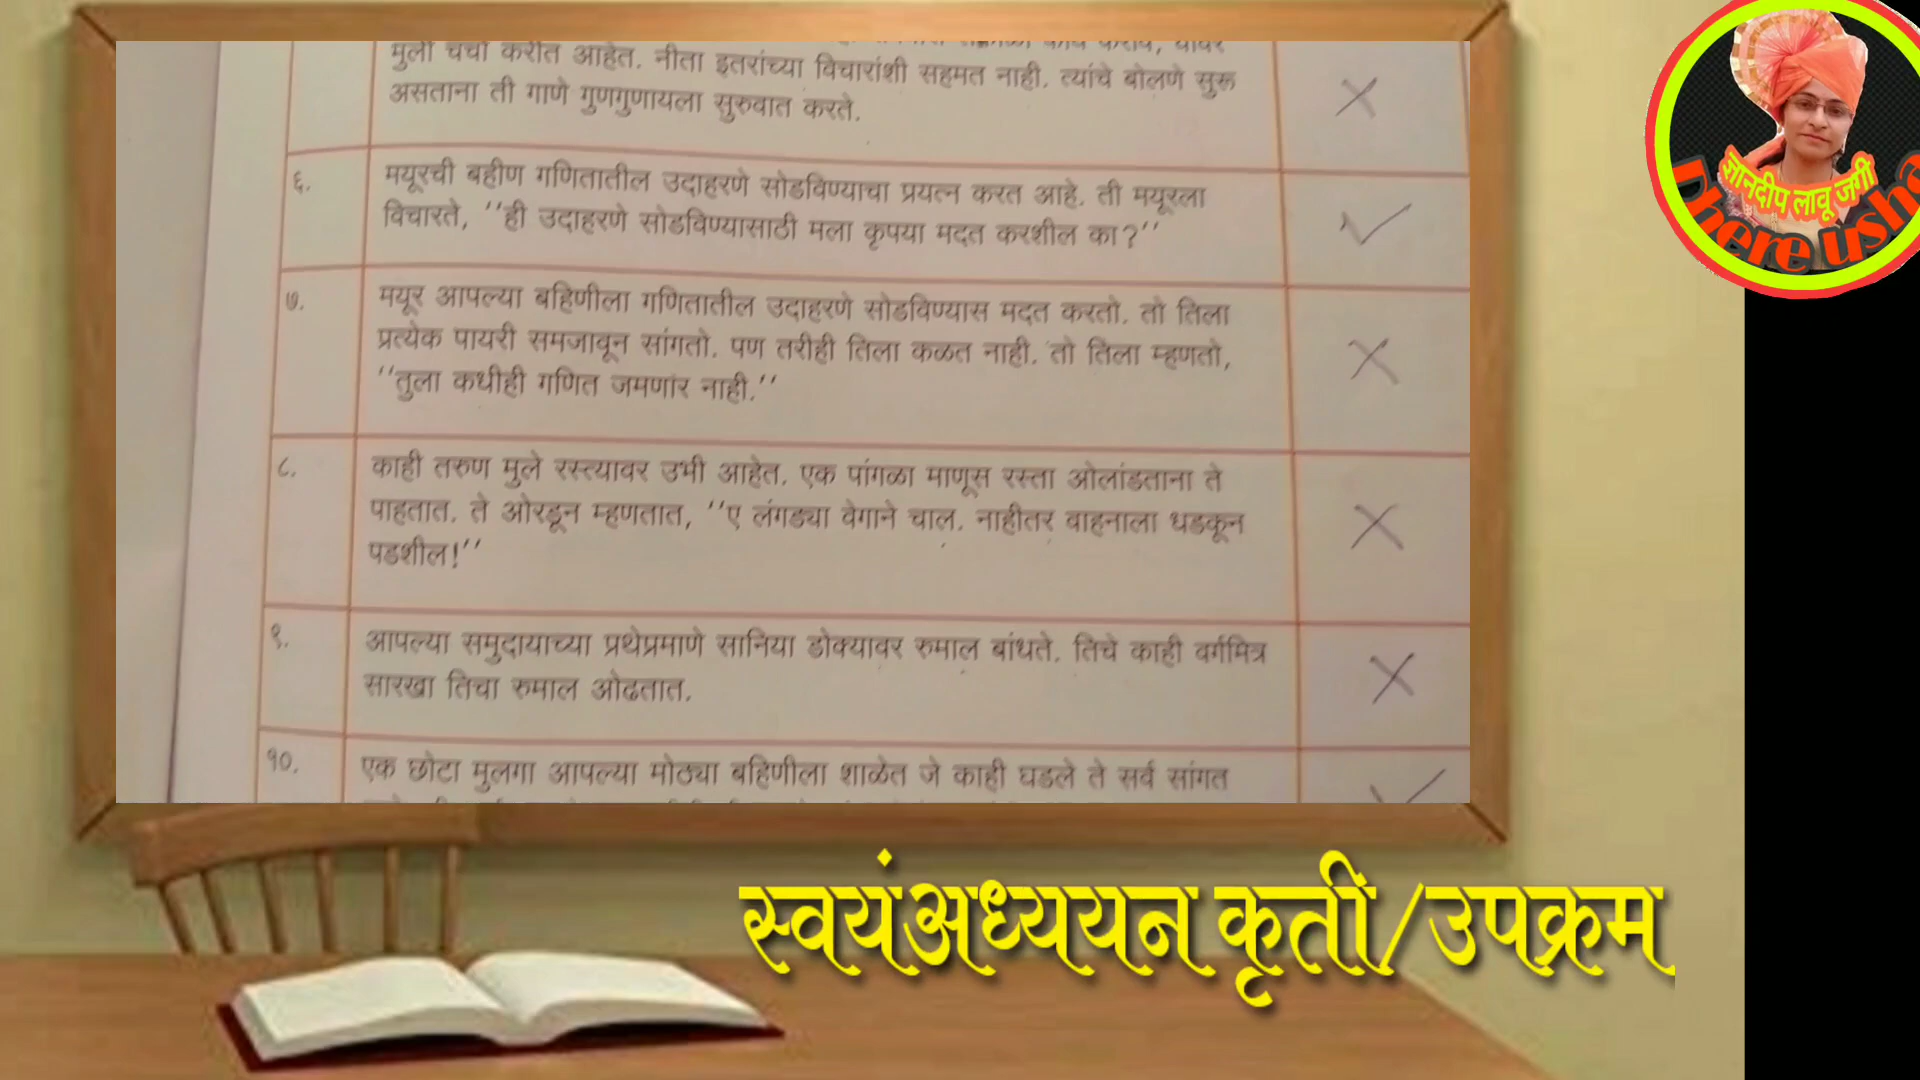 मुली चर्चा करीत आहेत. नीता इतरांच्या विचारांशी सहमत नाही. त्यांचे बोलणे सुरू
असताना ती गाणे गुणगुणायला सुरुवात करते.
६. मयूरची बहीण गणितातील उदाहरणे सोडविण्याचा प्रयत्न करत आहे. ती मयूरला
विचारते, ‘‘ही उदाहरणे सोडविण्यासाठी मला कृपया मदत करशील का?’’
७. मयूर आपल्या बहिणीला गणितातील उदाहरणे सोडविण्यास मदत करतो. तो तिला
प्रत्येक पायरी समजावून सांगतो. पण तरीही तिला कळत नाही. तो तिला म्हणतो,
‘‘तुला कधीही गणित जमणार नाही.’’
८. काही तरुण मुले रस्त्यावर उभी आहेत. एक पांगळा माणूस रस्ता ओलांडताना ते
पाहतात. ते ओरडून म्हणतात, ‘‘ए लंगड्या वेगाने चाल. नाहीतर वाहनाला धडकून
पडशील!’’
९. आपल्या समुदायाच्या प्रथेप्रमाणे सानिया डोक्यावर रुमाल बांधते. तिचे काही वर्गमित्र
सारखा तिचा रुमाल ओढतात.
१०. एक छोटा मुलगा आपल्या मोठ्या बहिणीला शाळेत जे काही घडले ते सर्व सांगत
स्वयंअध्ययन कृती/उपक्रम
ज्ञानदीप लावू जगी
Dhere usha